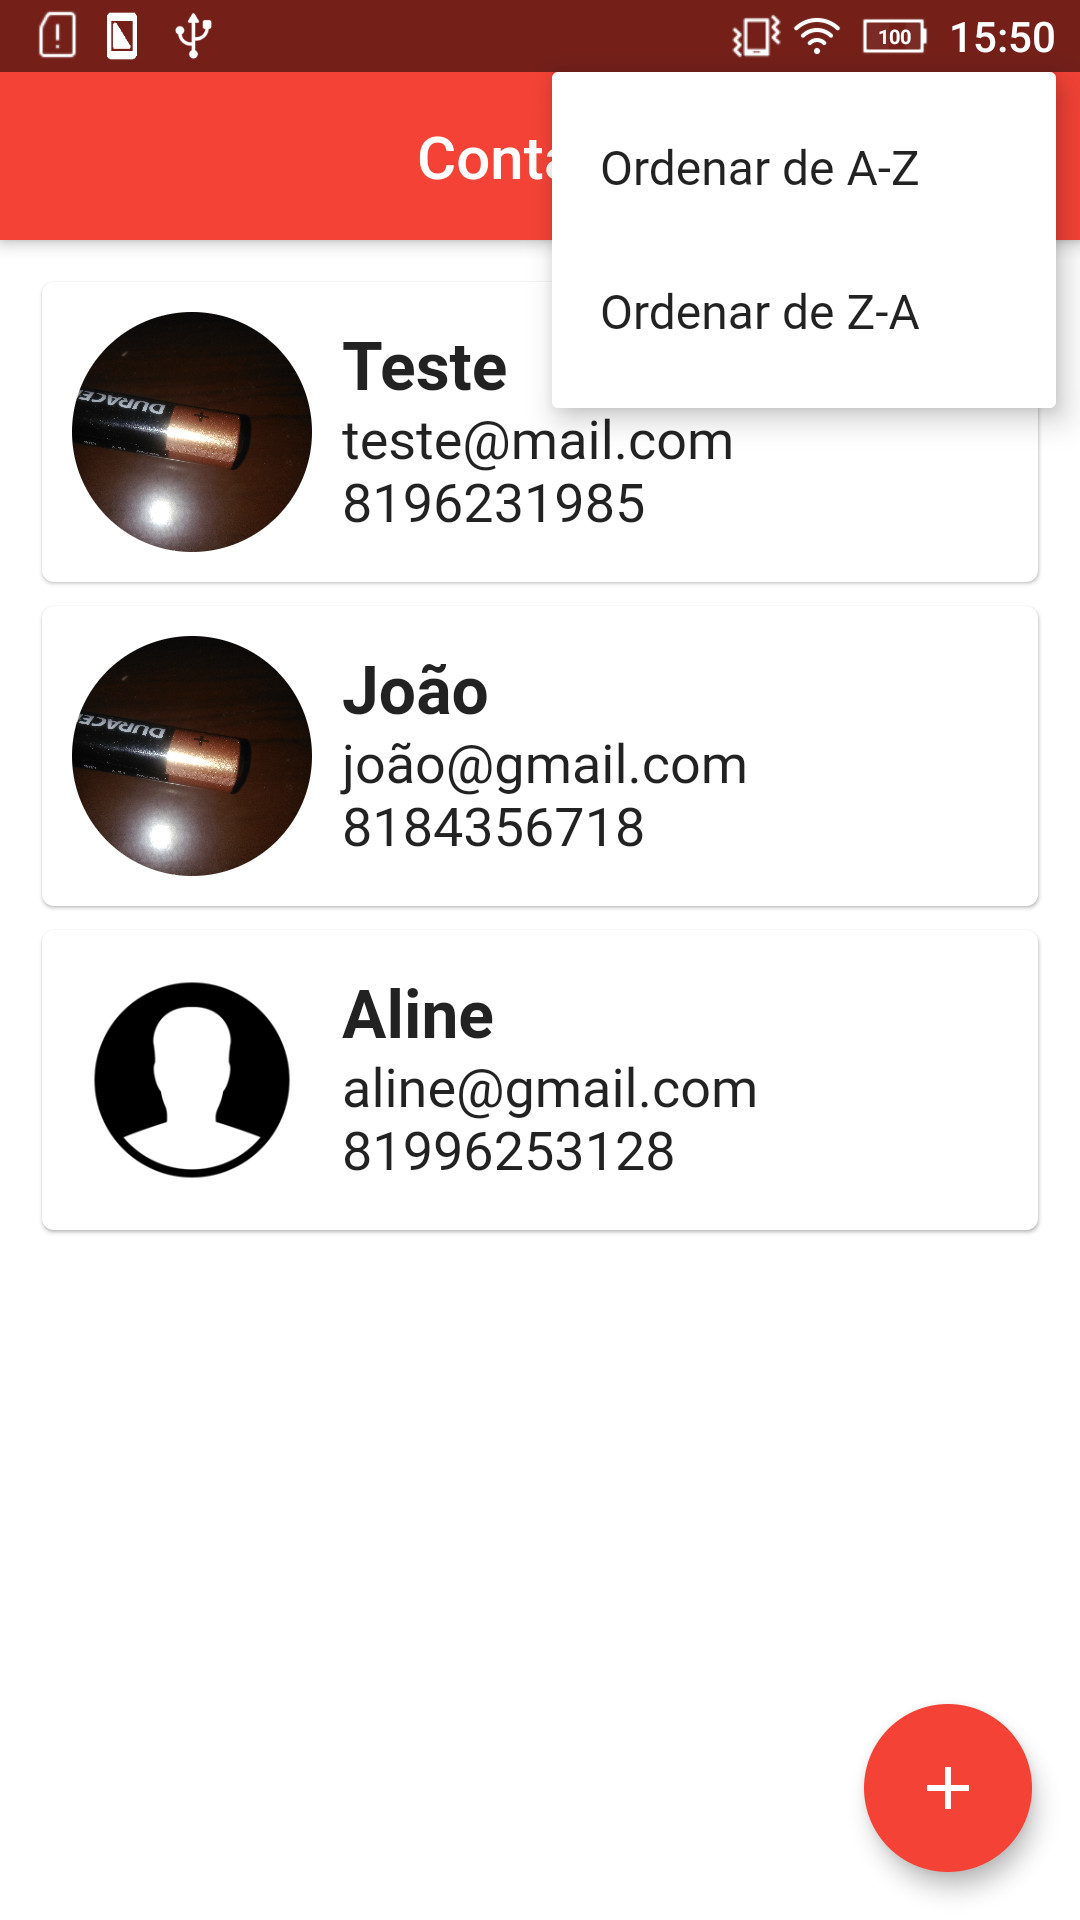 100 15:50
Conta
Ordenar de A-Z
Ordenar de Z-A
Teste
teste@mail.com
8196231985
DURACE
João
joão@gmail.com
8184356718
DURACE
Aline
aline@gmail.com
81996253128